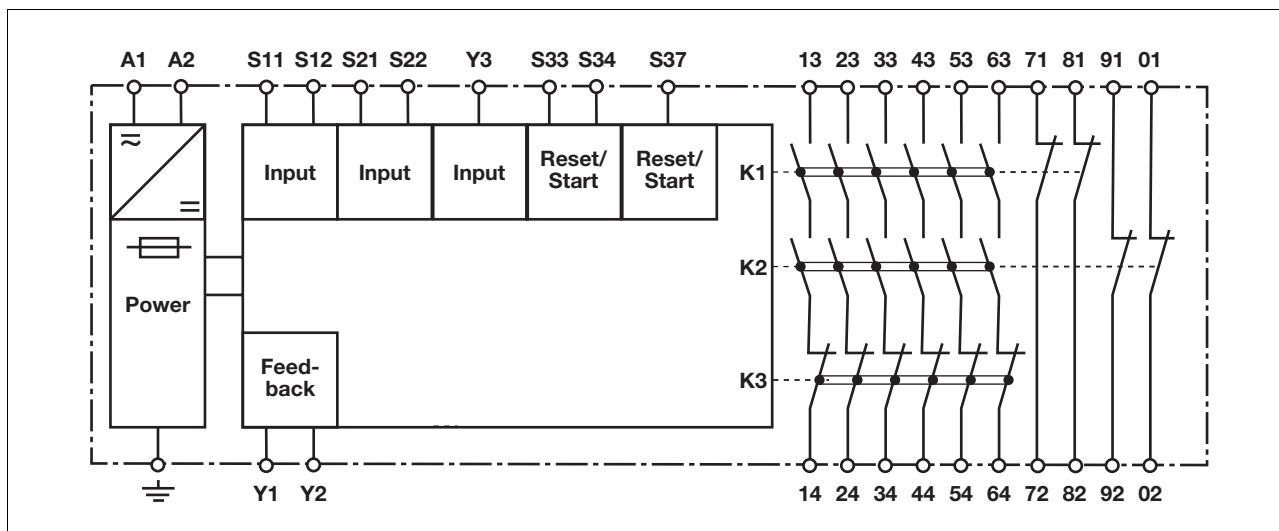 A1 A2 S11 S12 S21 S22 Y3 S33 S34 S37 13 23 33 43 53 63 71 81 91 01
Input Input Input Reset/ Start Reset/ Start
K1
K2
Power
Feed-
back
K3
Y1 Y2 14 24 34 44 54 64 72 82 92 02